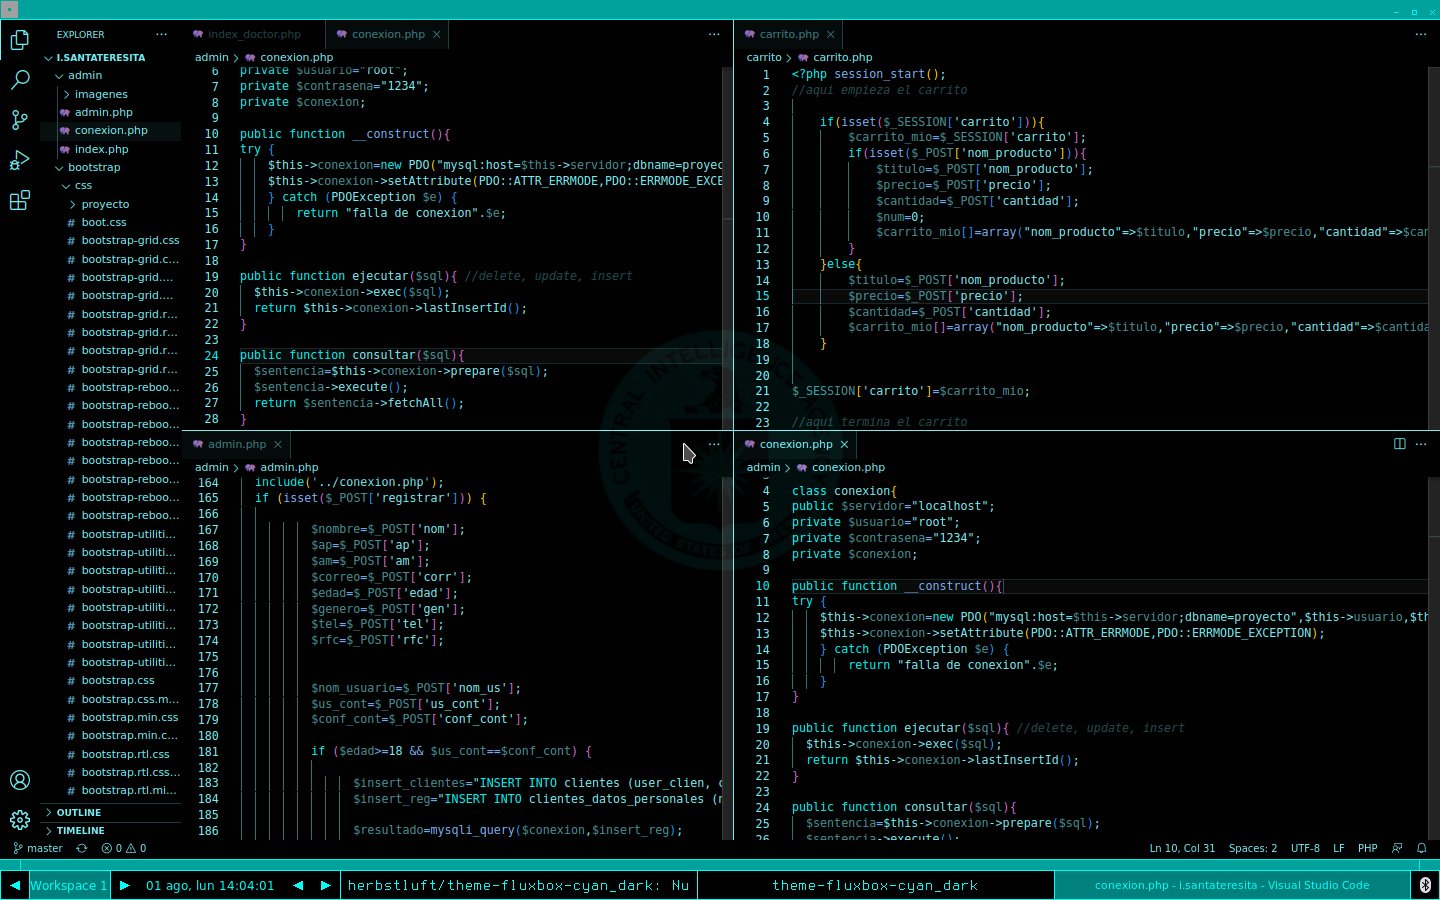 EXPLORER
I.SANTATERESITA
admin
imagenes
admin.php
conexion.php
index.php
bootstrap
css
proyecto
# boot.css
# bootstrap-grid.css
# bootstrap-grid.c...
# bootstrap-grid....
# bootstrap-grid....
# bootstrap-grid.r...
# bootstrap-grid.r...
# bootstrap-grid.r...
# bootstrap-grid.r...
# bootstrap-reboo...
# bootstrap-reboo...
# bootstrap-reboo...
# bootstrap-reboo...
# bootstrap-reboo...
# bootstrap-reboo...
# bootstrap-reboo...
# bootstrap-reboo...
# bootstrap-utiliti...
# bootstrap-utiliti...
# bootstrap-utiliti...
# bootstrap-utiliti...
# bootstrap-utiliti...
# bootstrap-utiliti...
# bootstrap-utiliti...
# bootstrap.css
# bootstrap.css.m...
# bootstrap.min.css
# bootstrap.min.c...
# bootstrap.rtl.css
# bootstrap.rtl.css...
# bootstrap.rtl.mi...
OUTLINE
TIMELINE
index_doctor.php conexion.php
admin > conexion.php
6 private $usuario="root";
7 private $contrasena="1234";
8 private $conexion;
9
10 public function __construct(){
11 try {
12 $this->conexion=new PDO("mysql:host=$this->servidor;dbname=proyec
13 $this->conexion->setAttribute(PDO::ATTR_ERRMODE,PDO::ERRMODE_EXCE
14 } catch (PDOException $e) {
15 return "falla de conexion".$e;
16 }
17 }
18
19 public function ejecutar($sql){ //delete, update, insert
20 $this->conexion->exec($sql);
21 return $this->conexion->lastInsertId();
22 }
23
24 public function consultar($sql){
25 $sentencia=$this->conexion->prepare($sql);
26 $sentencia->execute();
27 return $sentencia->fetchAll();
28 }
carrito.php
carrito > carrito.php
1 <?php session_start();
2 //aqui empieza el carrito
3
4 if(isset($_SESSION['carrito'])){
5 $carrito_mio=$_SESSION['carrito'];
6 if(isset($_POST['nom_producto'])){
7 $titulo=$_POST['nom_producto'];
8 $precio=$_POST['precio'];
9 $cantidad=$_POST['cantidad'];
10 $num=0;
11 $carrito_mio[]=array("nom_producto"=>$titulo,"precio"=>$precio,"cantidad"=>$can
12 }
13 }else{
14 $titulo=$_POST['nom_producto'];
15 $precio=$_POST['precio'];
16 $cantidad=$_POST['cantidad'];
17 $carrito_mio[]=array("nom_producto"=>$titulo,"precio"=>$precio,"cantidad"=>$cantida
18 }
19
20
21 $_SESSION['carrito']=$carrito_mio;
22
23 //aqui termina el carrito
admin.php
admin > admin.php
164 include('../conexion.php');
165 if (isset($_POST['registrar'])) {
166
167 $nombre=$_POST['nom'];
168 $ap=$_POST['ap'];
169 $am=$_POST['am'];
170 $correo=$_POST['corr'];
171 $edad=$_POST['edad'];
172 $genero=$_POST['gen'];
173 $tel=$_POST['tel'];
174 $rfc=$_POST['rfc'];
175
176
177 $nom_usuario=$_POST['nom_us'];
178 $us_cont=$_POST['us_cont'];
179 $conf_cont=$_POST['conf_cont'];
180
181 if ($edad>=18 && $us_cont==$conf_cont) {
182
183 $insert_clientes="INSERT INTO clientes (user_clien, c
184 $insert_reg="INSERT INTO clientes_datos_personales (n
185
186 $resultado=mysqli_query($conexion,$insert_reg);
conexion.php
admin > conexion.php
4 class conexion{
5 public $servidor="localhost";
6 private $usuario="root";
7 private $contrasena="1234";
8 private $conexion;
9
10 public function __construct(){
11 try {
12 $this->conexion=new PDO("mysql:host=$this->servidor;dbname=proyecto",$this->usuario,$th
13 $this->conexion->setAttribute(PDO::ATTR_ERRMODE,PDO::ERRMODE_EXCEPTION);
14 } catch (PDOException $e) {
15 return "falla de conexion".$e;
16 }
17 }
18
19 public function ejecutar($sql){ //delete, update, insert
20 $this->conexion->exec($sql);
21 return $this->conexion->lastInsertId();
22 }
23
24 public function consultar($sql){
25 $sentencia=$this->conexion->prepare($sql);
26 $sentencia->execute();
CENTRAL INTELLIGENCE AGENCY
UNITED STATES OF AMERICA
master 0 0
Ln 10, Col 31 Spaces: 2 UTF-8 LF PHP
Workspace 1 01 ago, lun 14:04:01 herbstluft/theme-fluxbox-cyan_dark: Nu theme-fluxbox-cyan_dark conexion.php - i.santateresita - Visual Studio Code